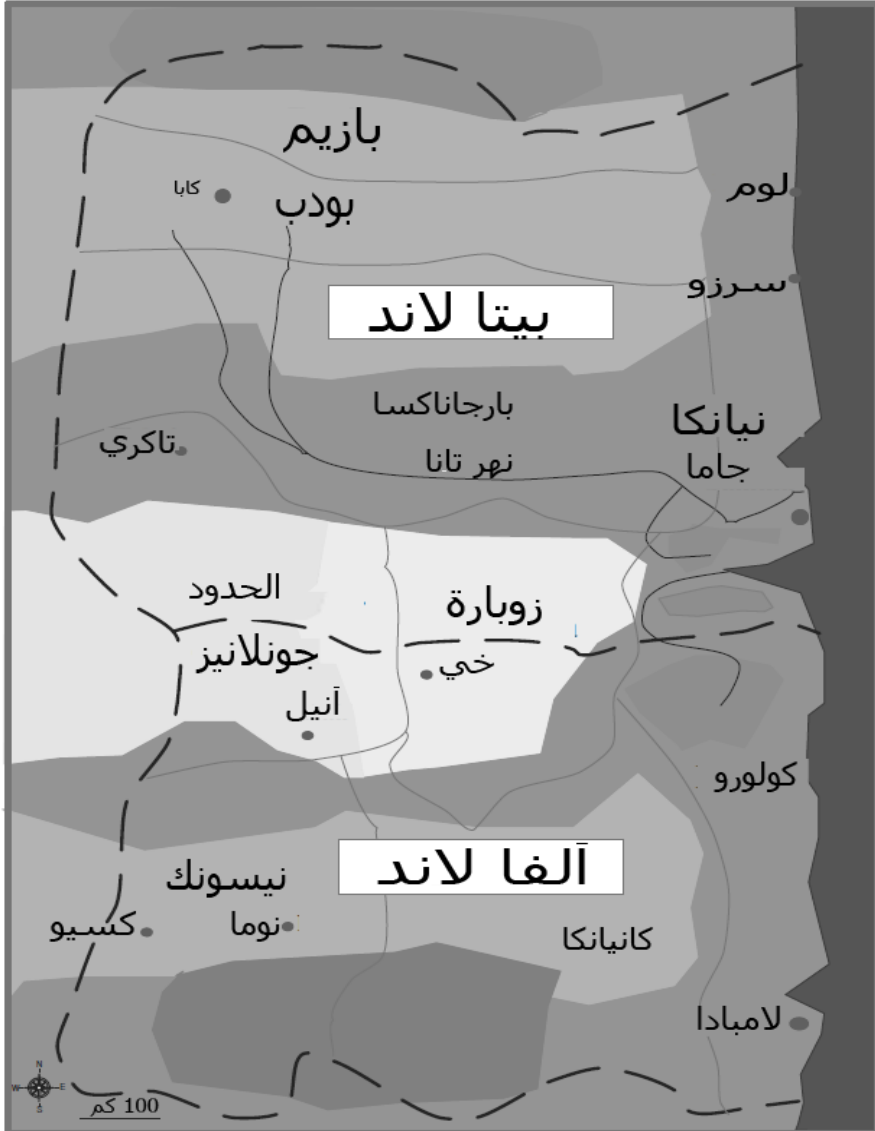 بازيم
كابا
بودب
لوم
سرزو
بيتا لاند
بارجاناكسا
نيانكا
تاكري
نهر تانا
جاما
الحدود
زوبارة
جونلانيز
خي
آنيل
كولورو
آلفا لاند
نيسونك
كسيو
نوما
كانيانكا
لامبادا
N
W
E
S
100 كم